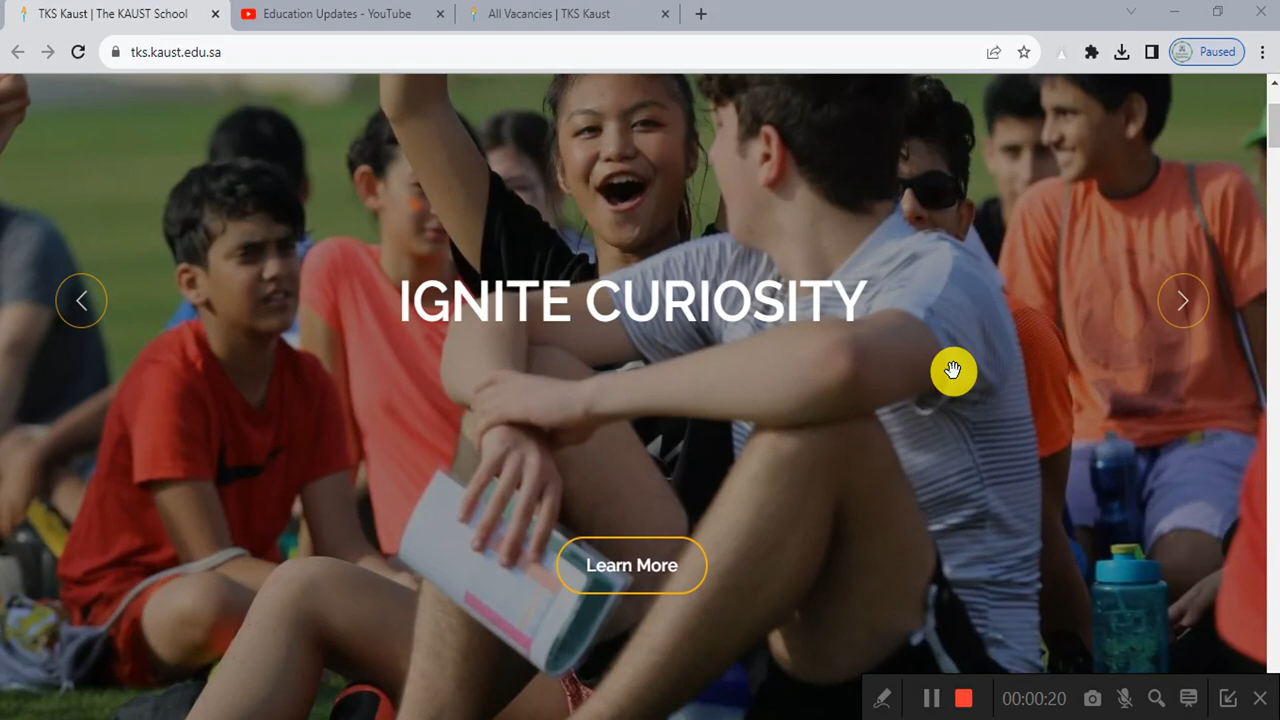 TKS Kaust | The KAUST School
Education Updates - YouTube
All Vacancies | TKS Kaust
tks.kaust.edu.sa
Paused
IGNITE CURIOSITY
Learn More
00:00:20